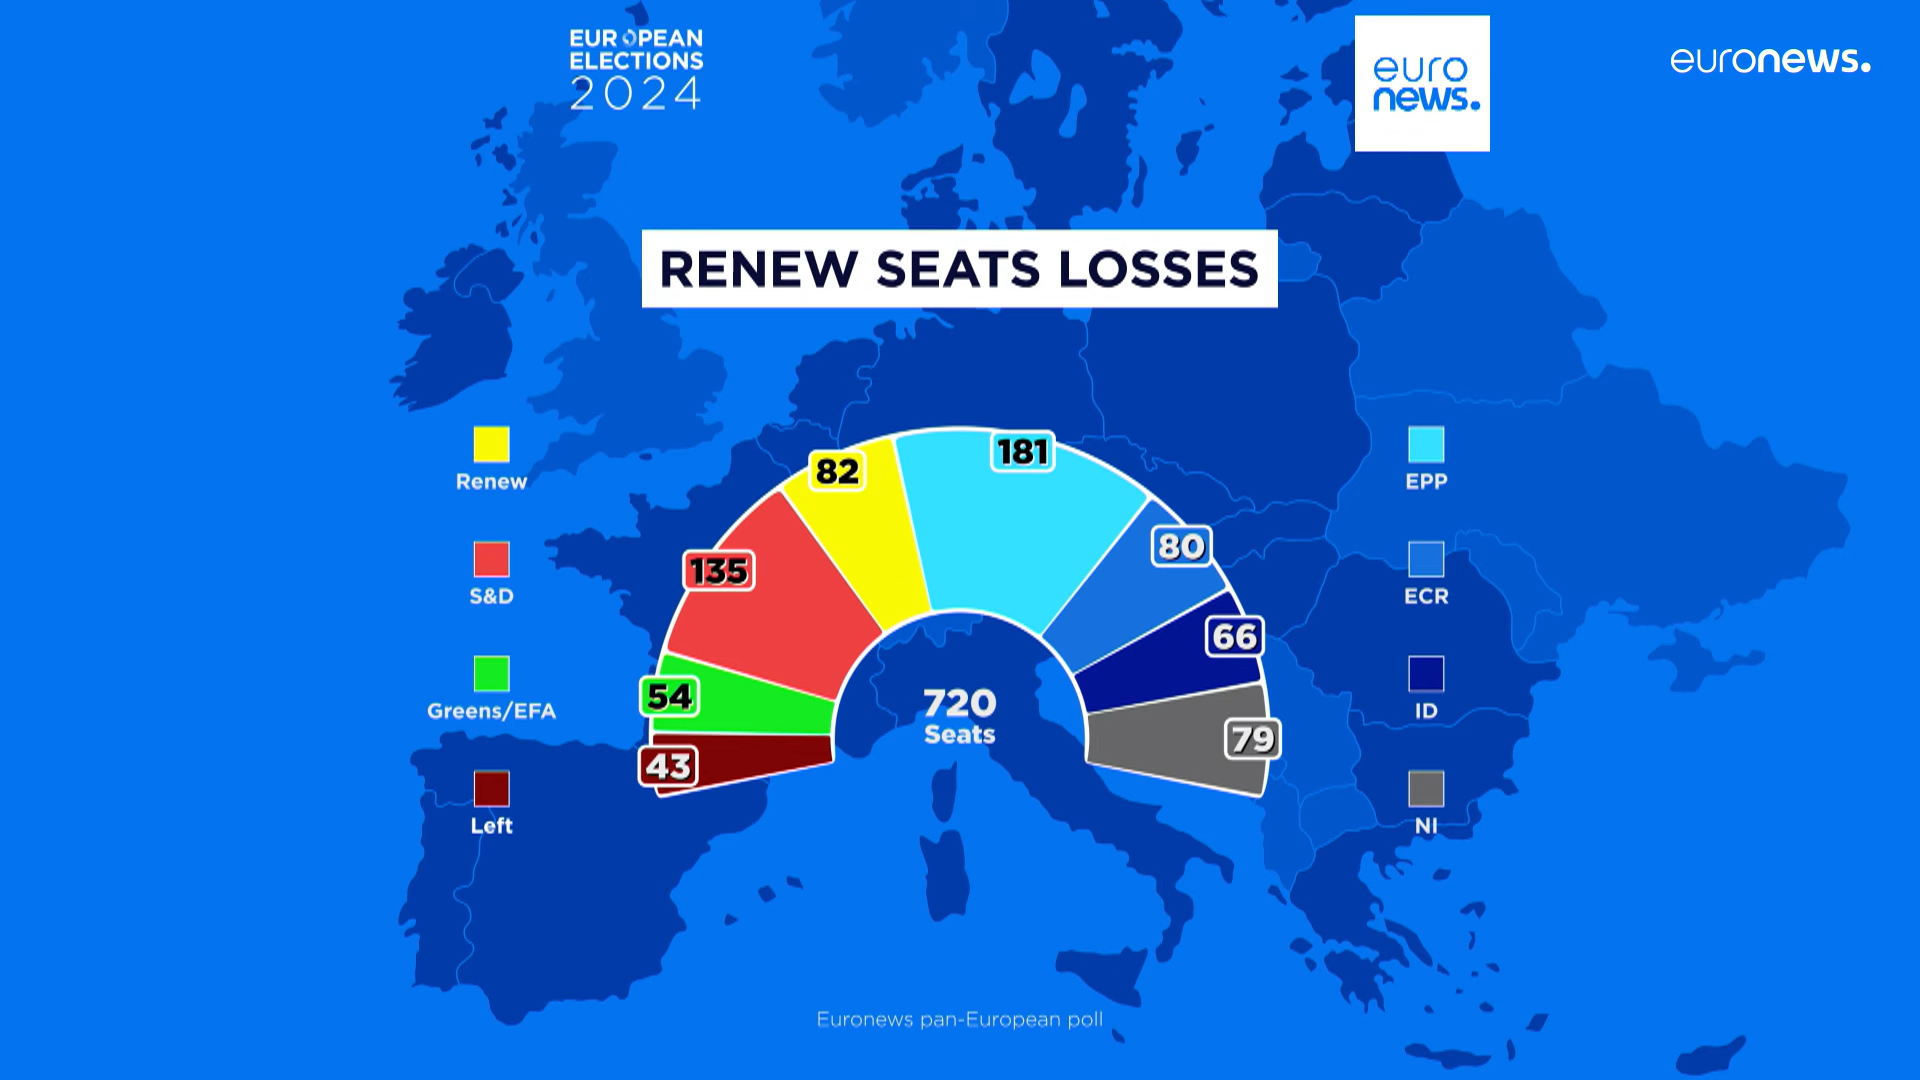 EUROPEAN
ELECTIONS
2024
euro
news.
euronews.
RENEW SEATS LOSSES
Renew
S&D
Greens/EFA
Left
82
181
135
80
54
66
43
79
720
Seats
EPP
ECR
ID
NI
Euronews pan-European poll